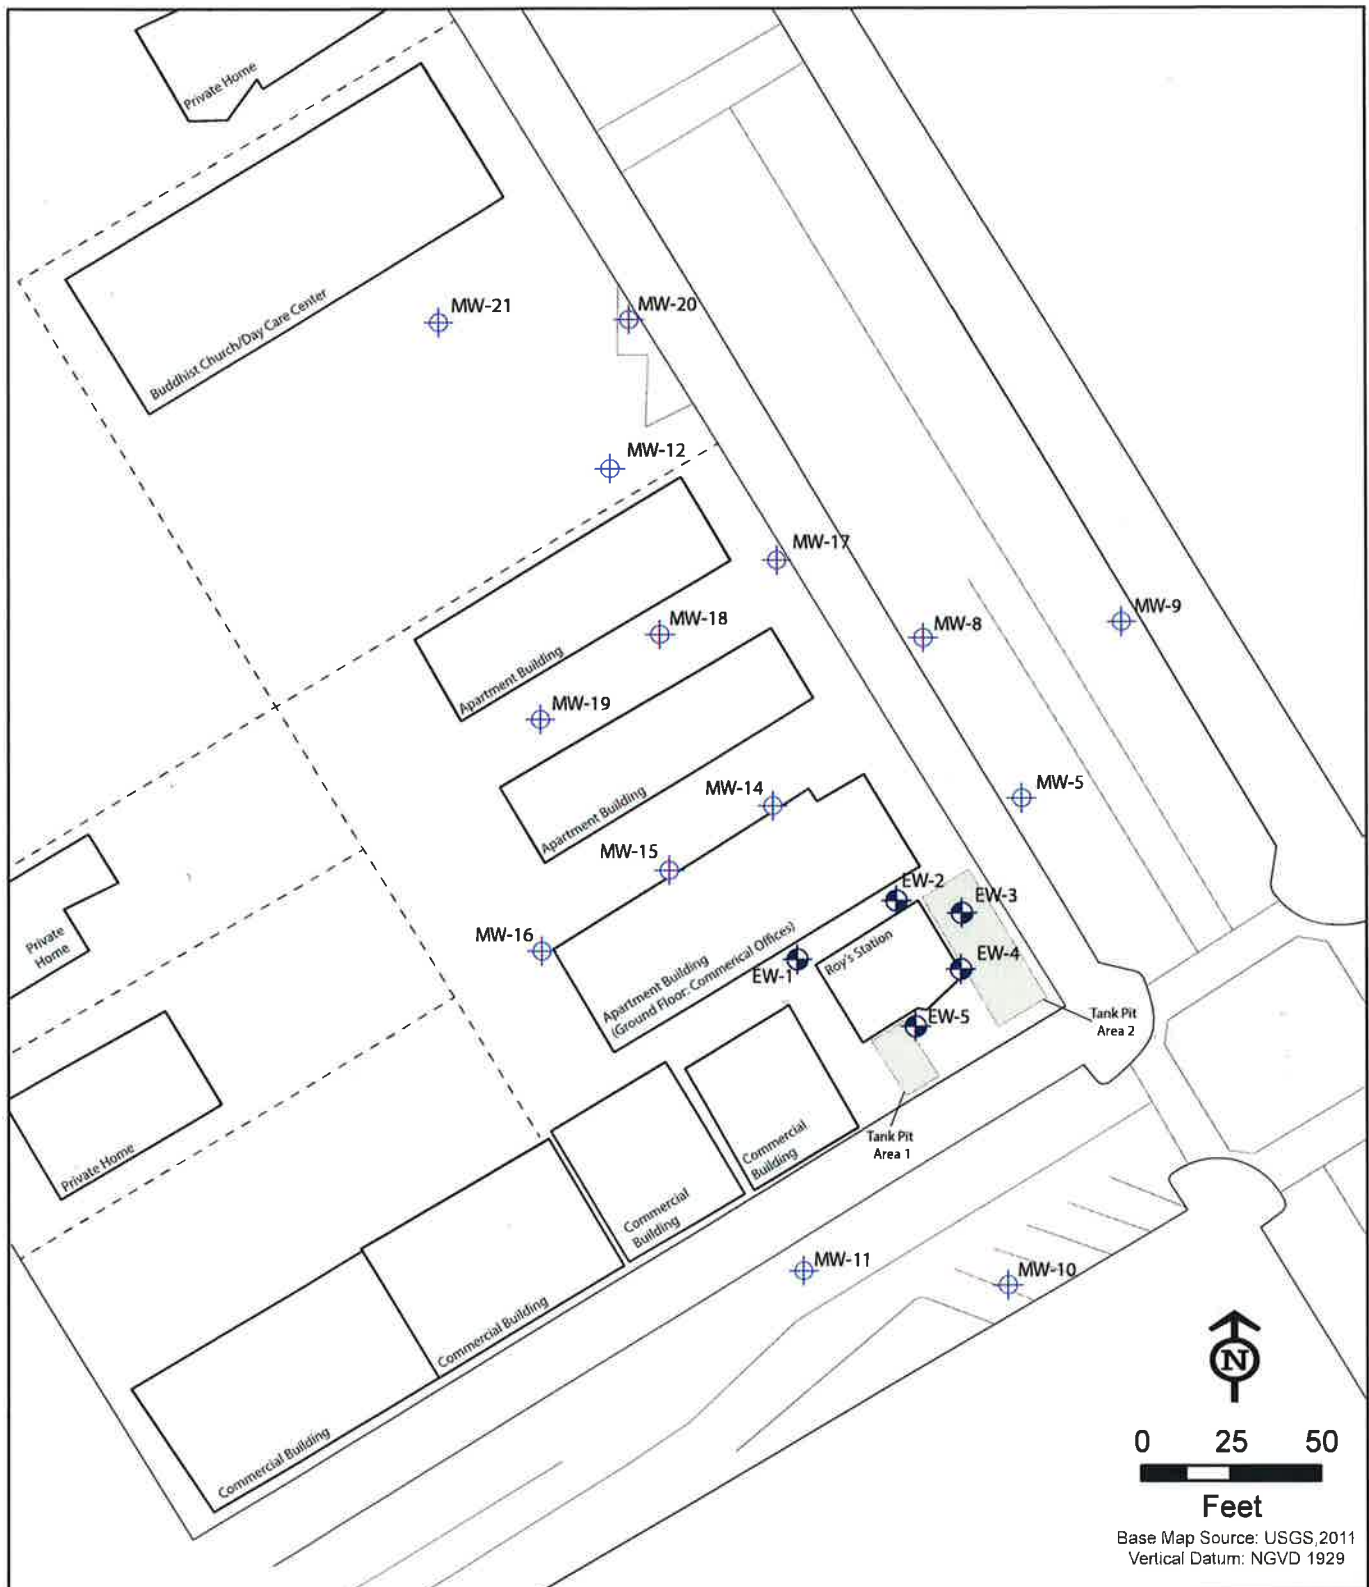 Private Home
Buddhist Church/Day Care Center
MW-21
MW-20
MW-12
MW-17
MW-18
MW-8
MW-9
Apartment Building
MW-19
MW-14
MW-5
Apartment Building
MW-15
EW-2
EW-3
MW-16
Private
Home
Apartment Building
(Ground Floor: Commerical Offices)
EW-1
Roy's Station
EW-4
EW-5
Tank Pit
Area 2
Private Home
Commercial
Building
Tank Pit
Area 1
Commercial
Building
MW-11
MW-10
Commercial Building
Commercial Building
N
0 25 50
Feet
Base Map Source: USGS,2011
Vertical Datum: NGVD 1929